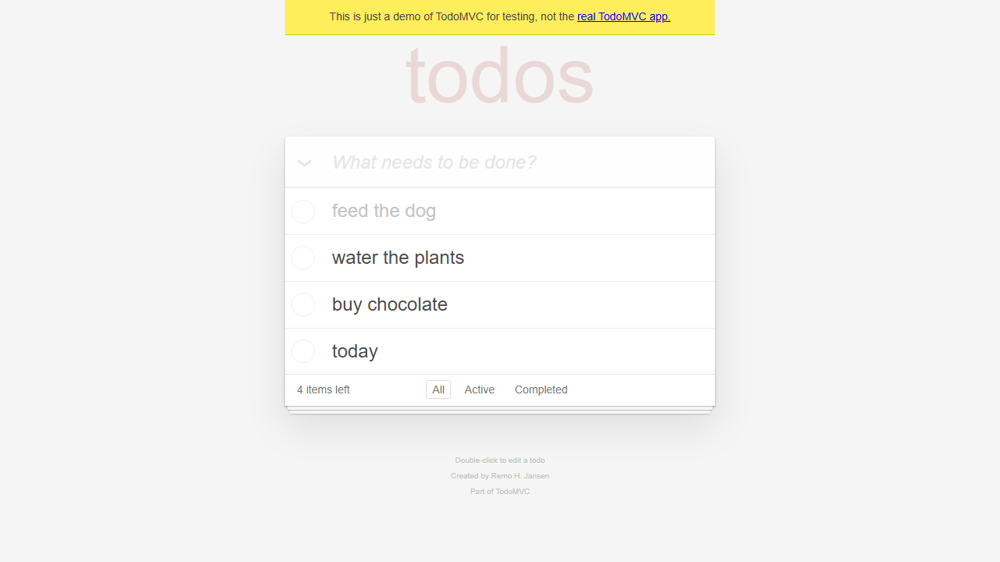 This is just a demo of TodoMVC for testing, not the real TodoMVC app.
todos
What needs to be done?
feed the dog
water the plants
buy chocolate
today
4 items left All Active Completed
Double-click to edit a todo
Created by Remo H. Jansen
Part of TodoMVC